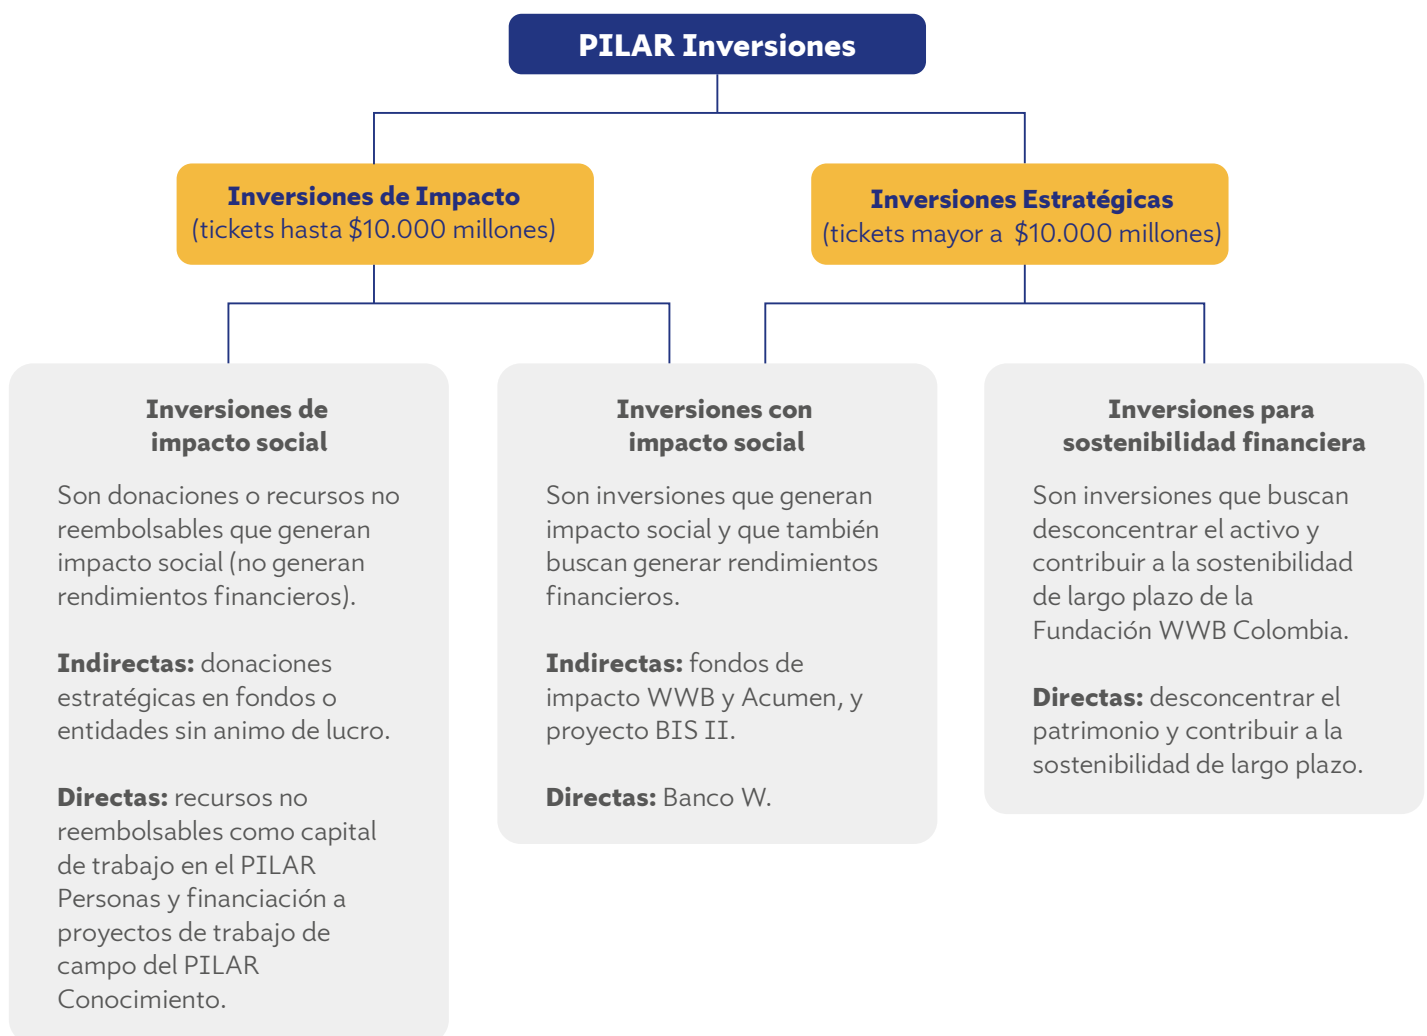 PILAR Inversiones
Inversiones de Impacto
(tickets hasta $10.000 millones)
Inversiones Estratégicas
(tickets mayor a  $10.000 millones)
Inversiones de
impacto social
Son donaciones o recursos no
reembolsables que generan
impacto social (no generan
rendimientos financieros).
Indirectas: donaciones
estratégicas en fondos o
entidades sin animo de lucro.
Directas: recursos no
reembolsables como capital
de trabajo en el PILAR
Personas y financiación a
proyectos de trabajo de
campo del PILAR
Conocimiento.
Inversiones con
impacto social
Son inversiones que generan
impacto social y que también
buscan generar rendimientos
financieros.
Indirectas: fondos de
impacto WWB y Acumen, y
proyecto BIS II.
Directas: Banco W.
Inversiones para
sostenibilidad financiera
Son inversiones que buscan
desconcentrar el activo y
contribuir a la sostenibilidad
de largo plazo de la
Fundación WWB Colombia.
Directas: desconcentrar el
patrimonio y contribuir a la
sostenibilidad de largo plazo.